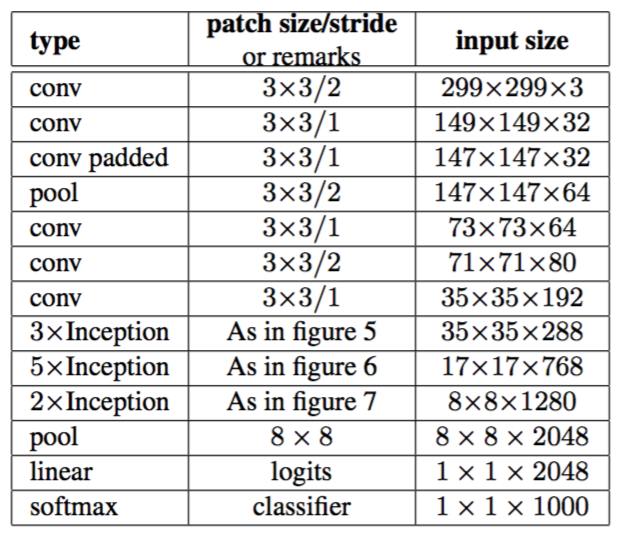 type patch size/stride or remarks input size
conv 3×3/2 299×299×3
conv 3×3/1 149×149×32
conv padded 3×3/1 147×147×32
pool 3×3/2 147×147×64
conv 3×3/1 73×73×64
conv 3×3/2 71×71×80
conv 3×3/1 35×35×192
3×Inception As in figure 5 35×35×288
5×Inception As in figure 6 17×17×768
2×Inception As in figure 7 8×8×1280
pool 8 × 8 8 × 8 × 2048
linear logits 1 × 1 × 2048
softmax classifier 1 × 1 × 1000